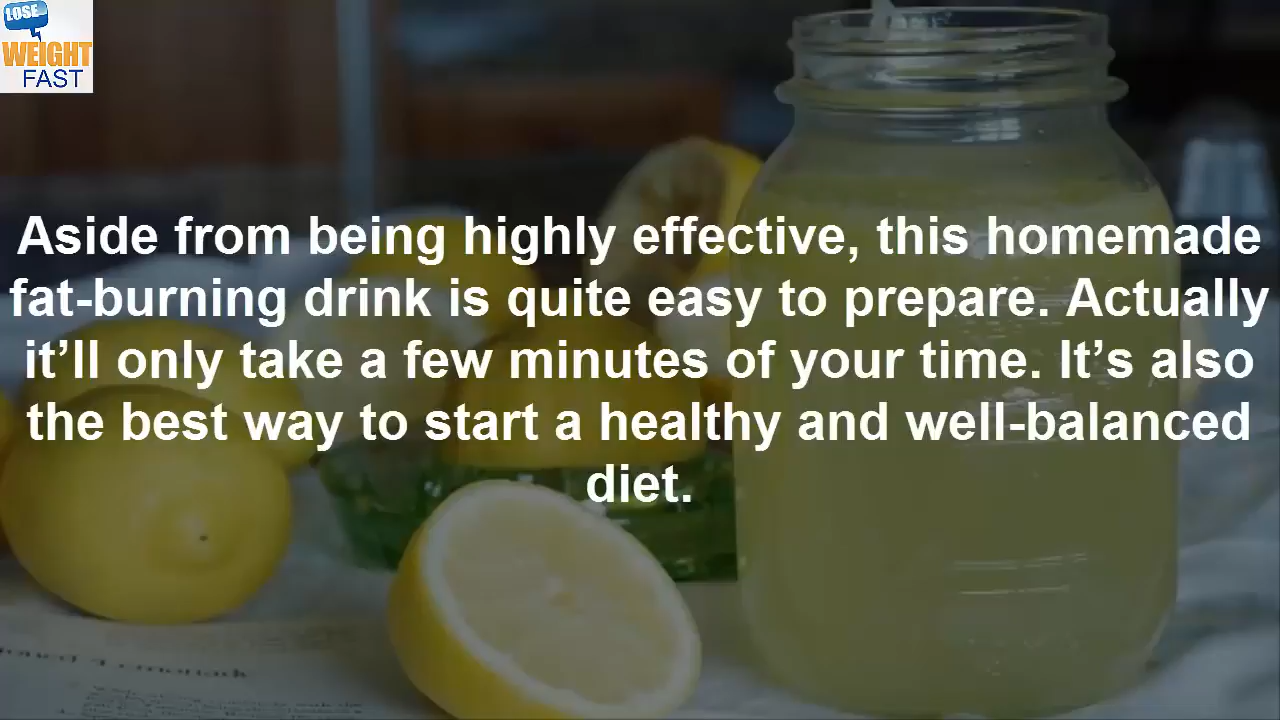 LOSE
WEIGHT
FAST
Aside from being highly effective, this homemade
fat-burning drink is quite easy to prepare. Actually
it’ll only take a few minutes of your time. It’s also
the best way to start a healthy and well-balanced
diet.